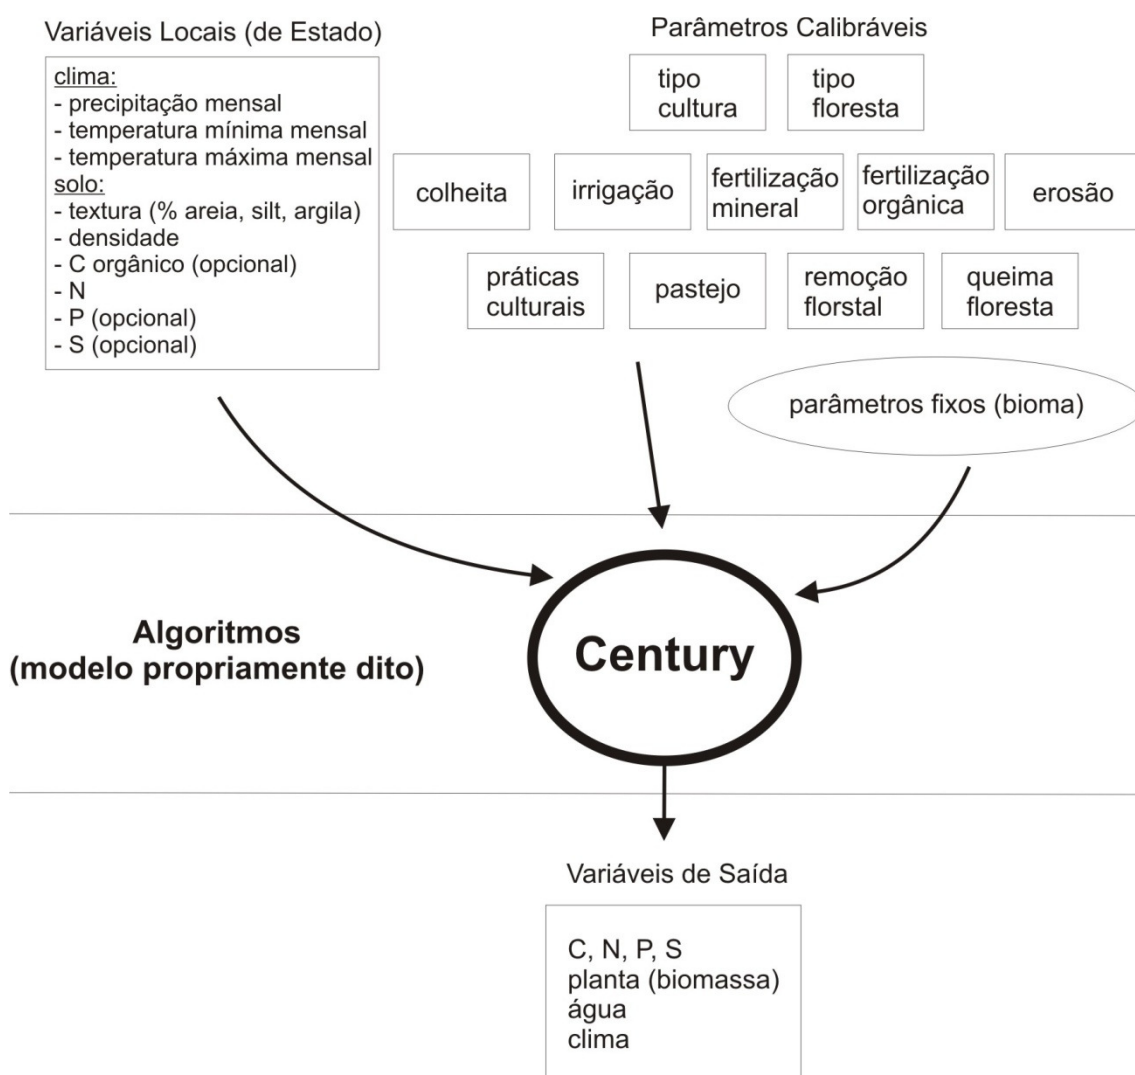 Variáveis Locais (de Estado)
clima:
- precipitação mensal
- temperatura mínima mensal
- temperatura máxima mensal
solo:
- textura (% areia, silt, argila)
- densidade
- C orgânico (opcional)
- N
- P (opcional)
- S (opcional)
Parâmetros Calibráveis
tipo
cultura
tipo
floresta
colheita
irrigação
fertilização
mineral
fertilização
orgânica
erosão
práticas
culturais
pastejo
remoção
florstal
queima
floresta
parâmetros fixos (bioma)
Algoritmos
(modelo propriamente dito)
Century
Variáveis de Saída
C, N, P, S
planta (biomassa)
água
clima